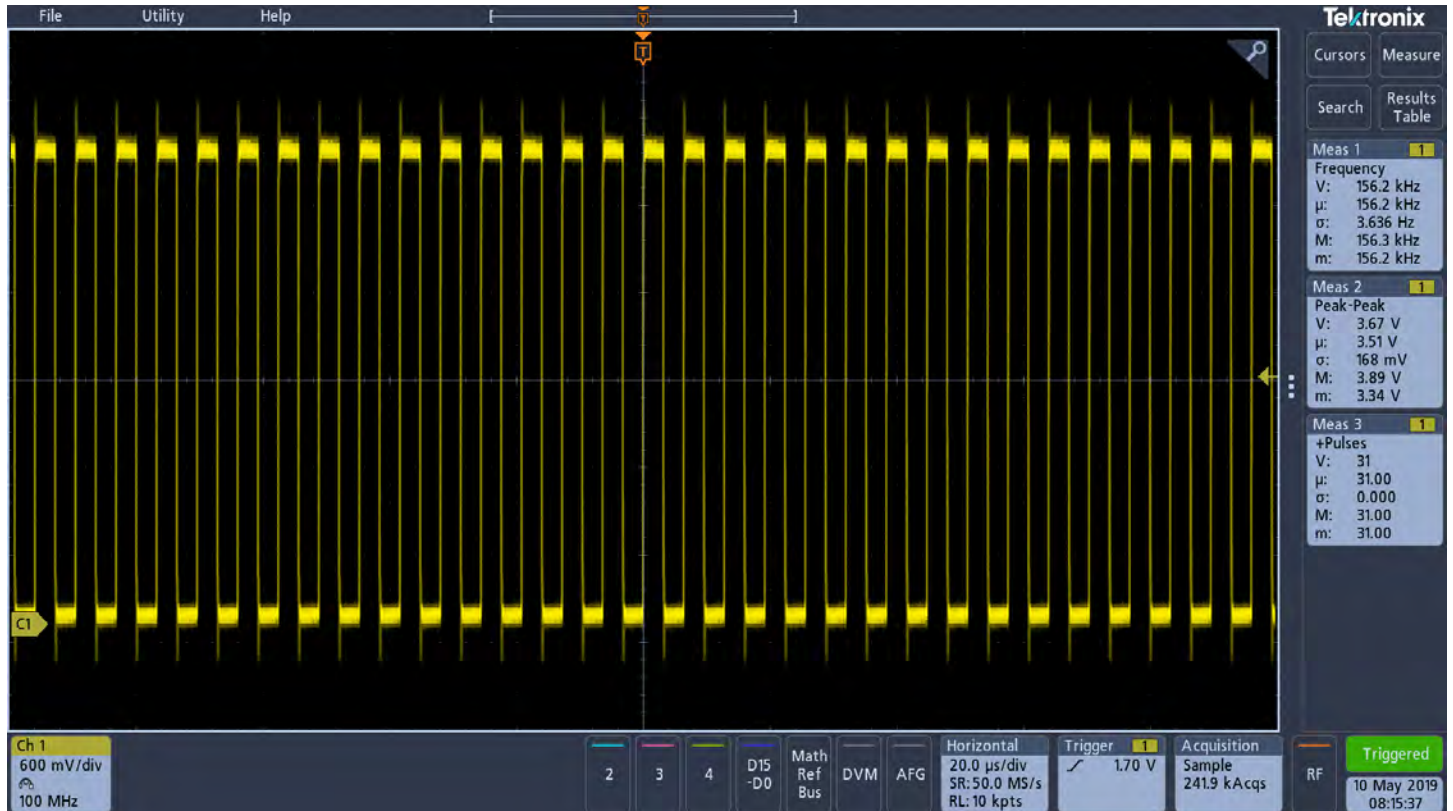 File Utility Help
T
Tektronix
Cursors Measure
Search Results
Table
Meas 1 1
Frequency
V: 156.2 kHz
μ: 156.2 kHz
σ: 3.636 Hz
M: 156.3 kHz
m: 156.2 kHz
Meas 2 1
Peak-Peak
V: 3.67 V
μ: 3.51 V
σ: 168 mV
M: 3.89 V
m: 3.34 V
Meas 3 1
+Pulses
V: 31
μ: 31.00
σ: 0.000
M: 31.00
m: 31.00
C1
Ch 1
600 mV/div
100 MHz
2
3
4
D15
-D0
Math
Ref
Bus
DVM
AFG
Horizontal
20.0 μs/div
SR: 50.0 MS/s
RL: 10 kpts
Trigger 1
1.70 V
Acquisition
Sample
241.9 kAcqs
RF
Triggered
10 May 2019
08:15:37